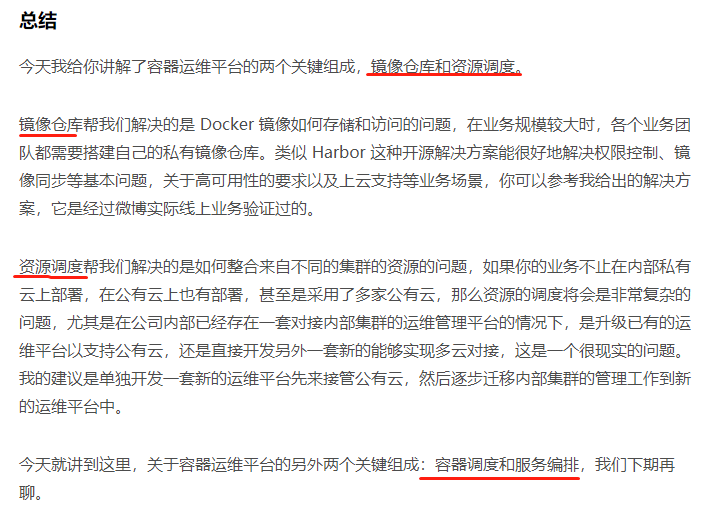 总结
今天我给你讲解了容器运维平台的两个关键组成，镜像仓库和资源调度。
镜像仓库帮我们解决的是 Docker 镜像如何存储和访问的问题，在业务规模较大时，各个业务团
队都需要搭建自己的私有镜像仓库。类似 Harbor 这种开源解决方案能很好地解决权限控制、镜
像同步等基本问题，关于高可用性的要求以及上云支持等业务场景，你可以参考我给出的解决方
案，它是经过微博实际线上业务验证过的。
资源调度帮我们解决的是如何整合来自不同的集群的资源的问题，如果你的业务不止在内部私有
云上部署，在公有云上也有部署，甚至是采用了多家公有云，那么资源的调度将会是非常复杂的
问题，尤其是在公司内部已经存在一套对接内部集群的运维管理平台的情况下，是升级已有的运
维平台以支持公有云，还是直接开发另外一套新的能够实现多云对接，这是一个很现实的问题。
我的建议是单独开发一套新的运维平台先来接管公有云，然后逐步迁移内部集群的管理工作到新
的运维平台中。
今天就讲到这里，关于容器运维平台的另外两个关键组成：容器调度和服务编排，我们下期再
聊。